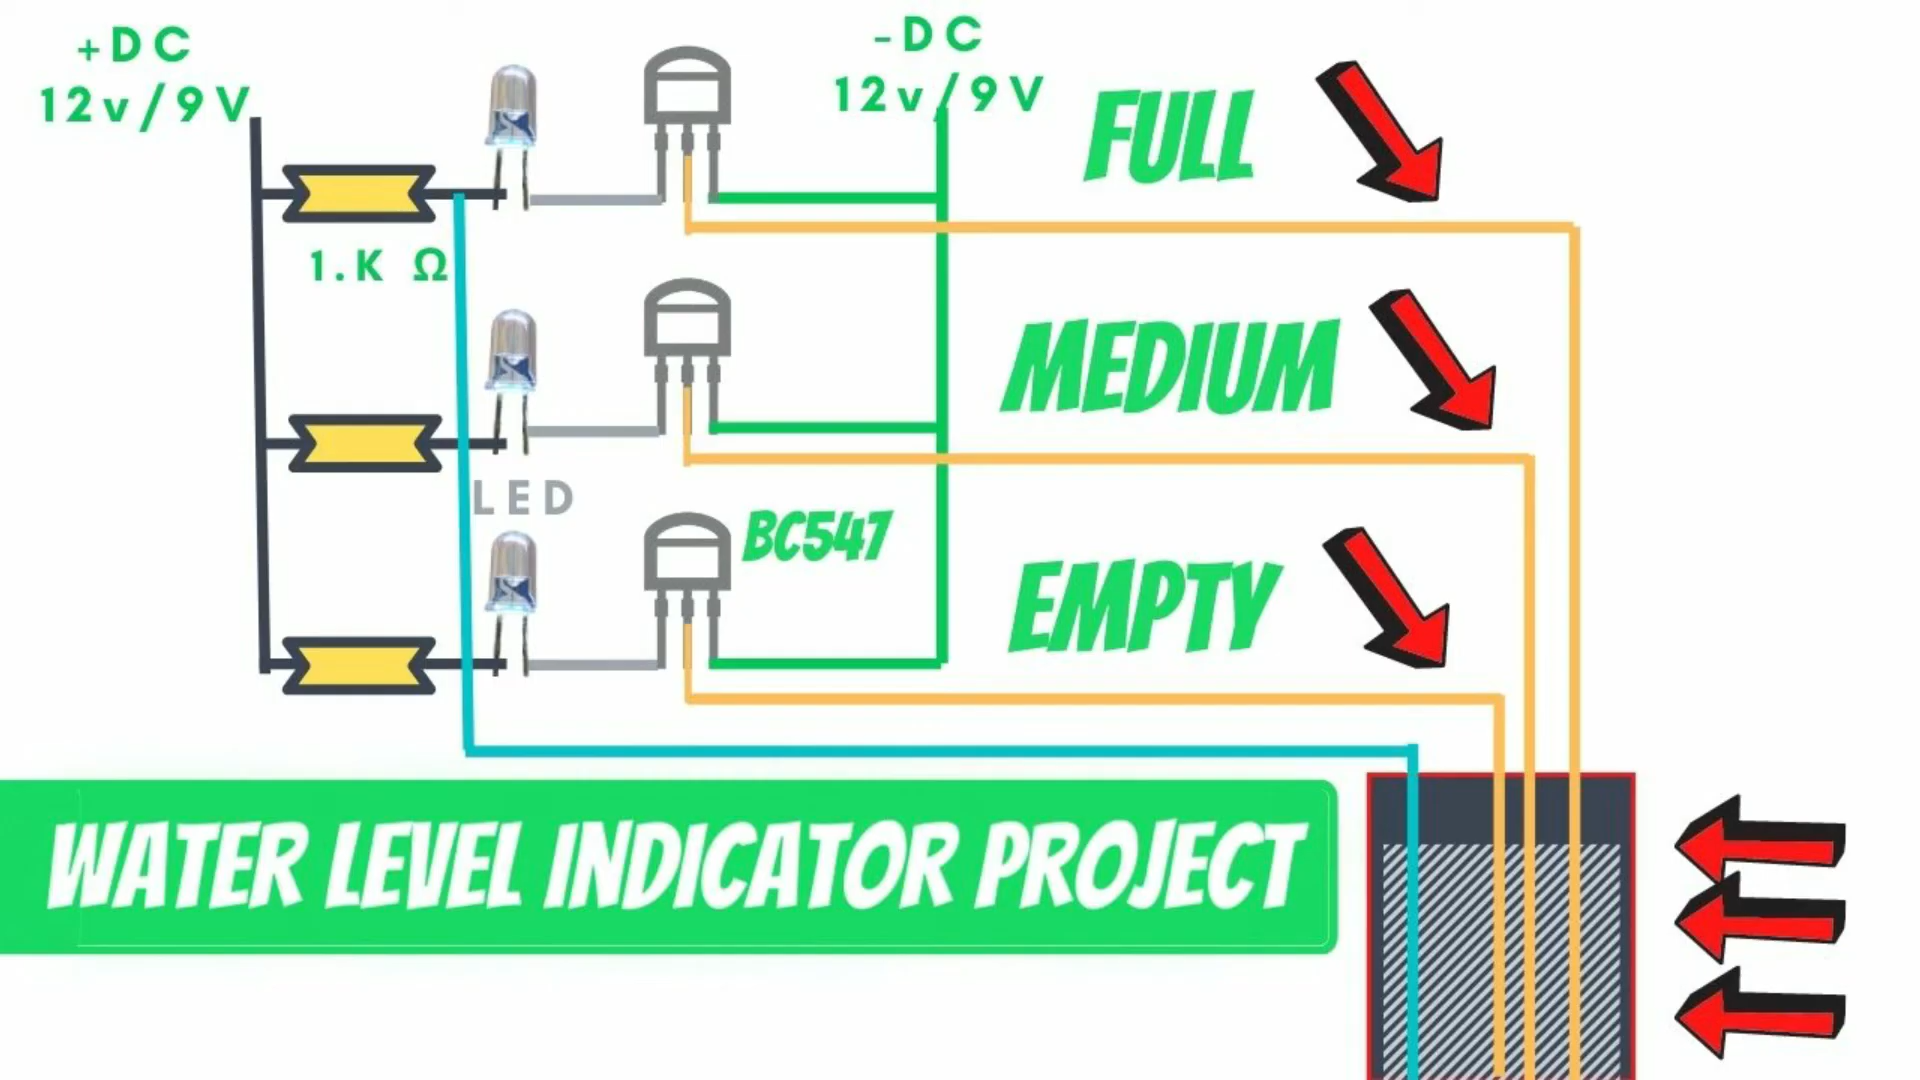 +DC
12v/9V
-DC
12v/9V
FULL
1.K Ω
MEDIUM
LED
BC547
EMPTY
WATER LEVEL INDICATOR PROJECT